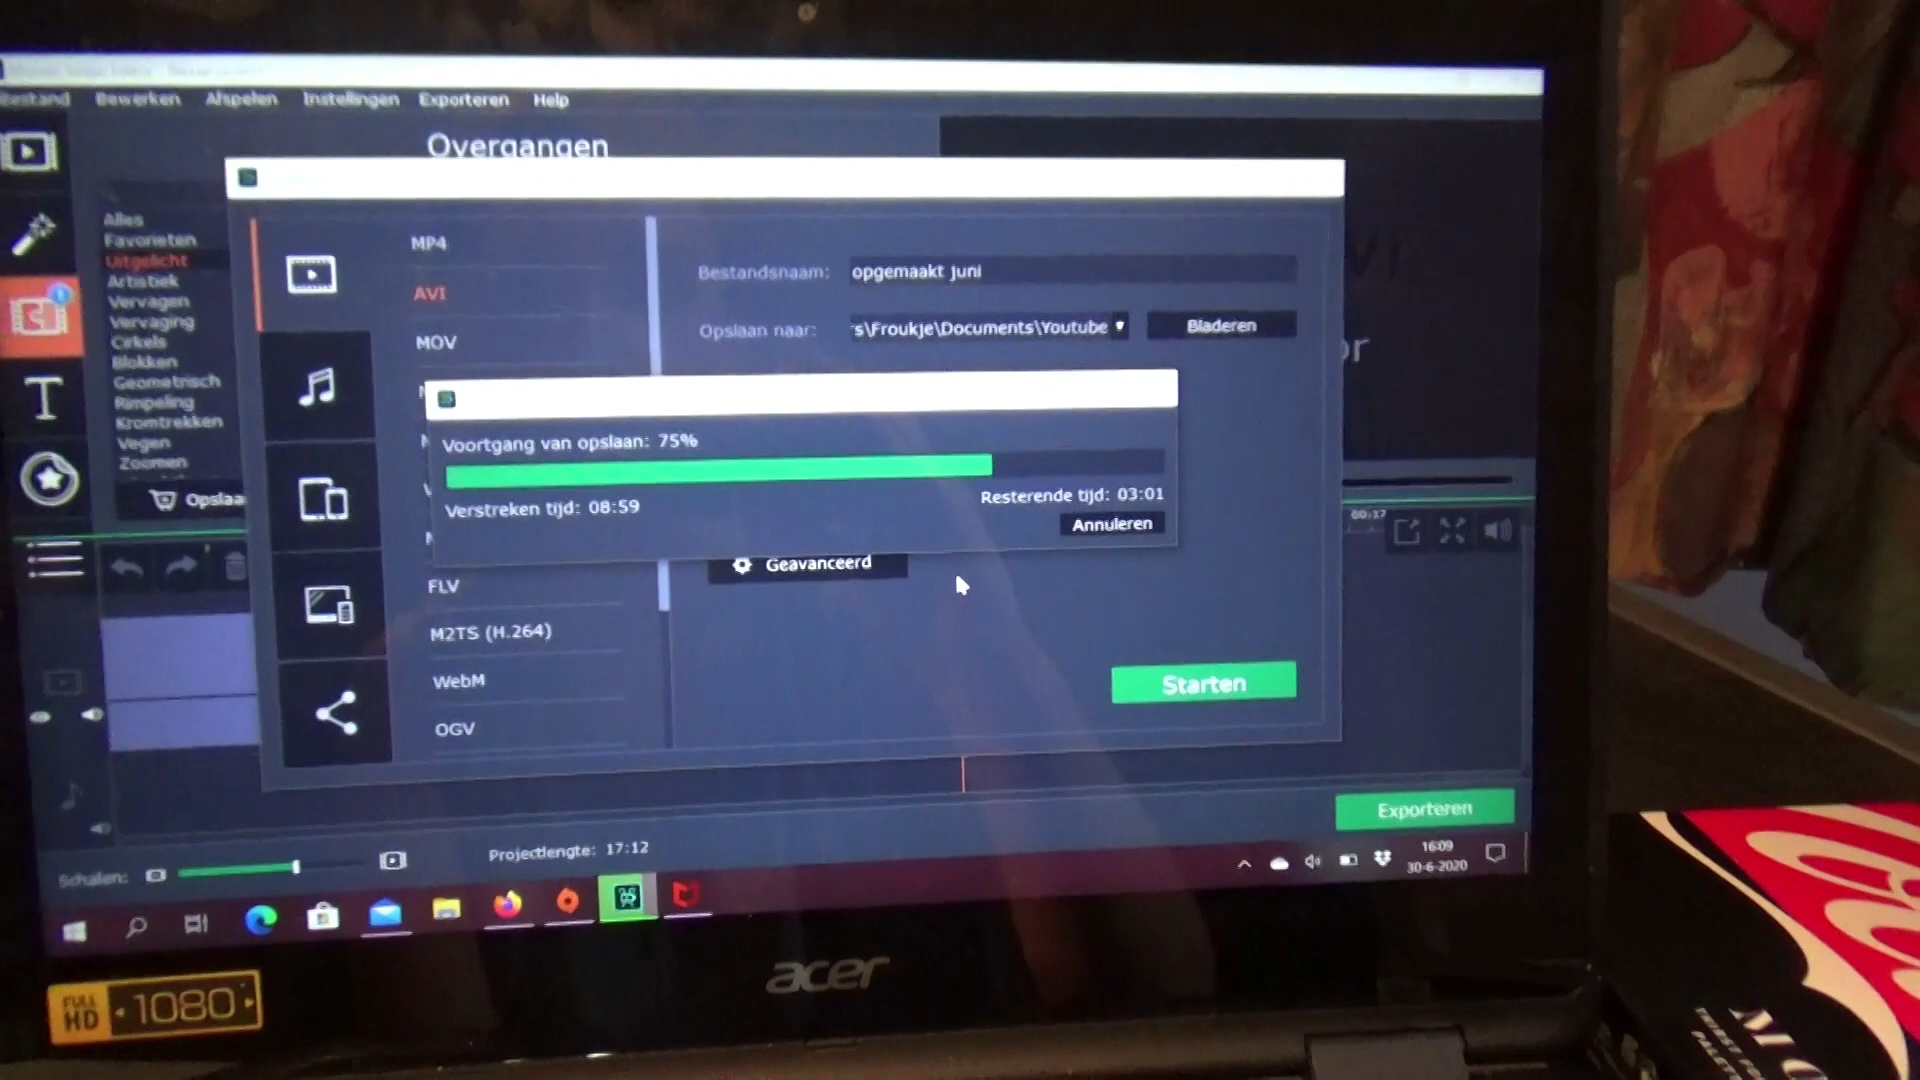 Bestand Bewerken Afspelen Instellingen Exporteren Help
Overgangen
Alles
Favorieten
Uitgelicht
Artistiek
Vervagen
Vervaging
Cirkels
Blokken
Geometrisch
Rimpeling
Kromtrekken
Vegen
Zoomen
Opslaa
MP4
AVI
MOV
FLV
M2TS (H.264)
WebM
OGV
Bestandsnaam: opgemaakt juni
Opslaan naar: s\Froukje\Documents\Youtube Bladeren
Voortgang van opslaan: 75%
Verstreken tijd: 08:59
Resterende tijd: 03:01
Annuleren
Geavanceerd
Starten
or
00:37
Exporteren
Schalen:
Projectlengte: 17:12
16:09
30-6-2020
acer
FULL HD 1080